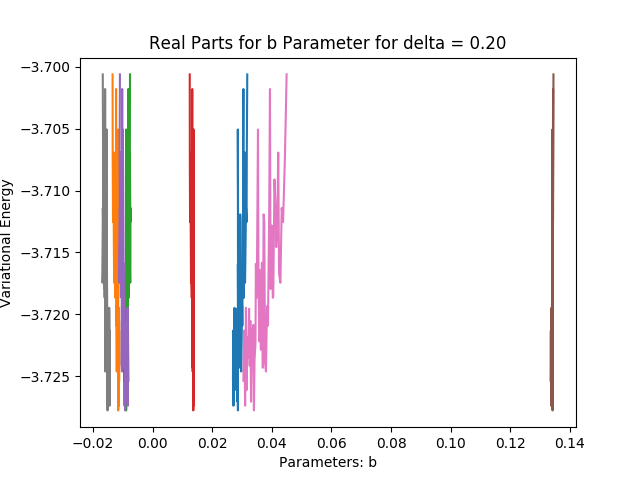 Real Parts for b Parameter for delta = 0.20
Variational Energy
−3.700
−3.705
−3.710
−3.715
−3.720
−3.725
−0.02 0.00 0.02 0.04 0.06 0.08 0.10 0.12 0.14
Parameters: b